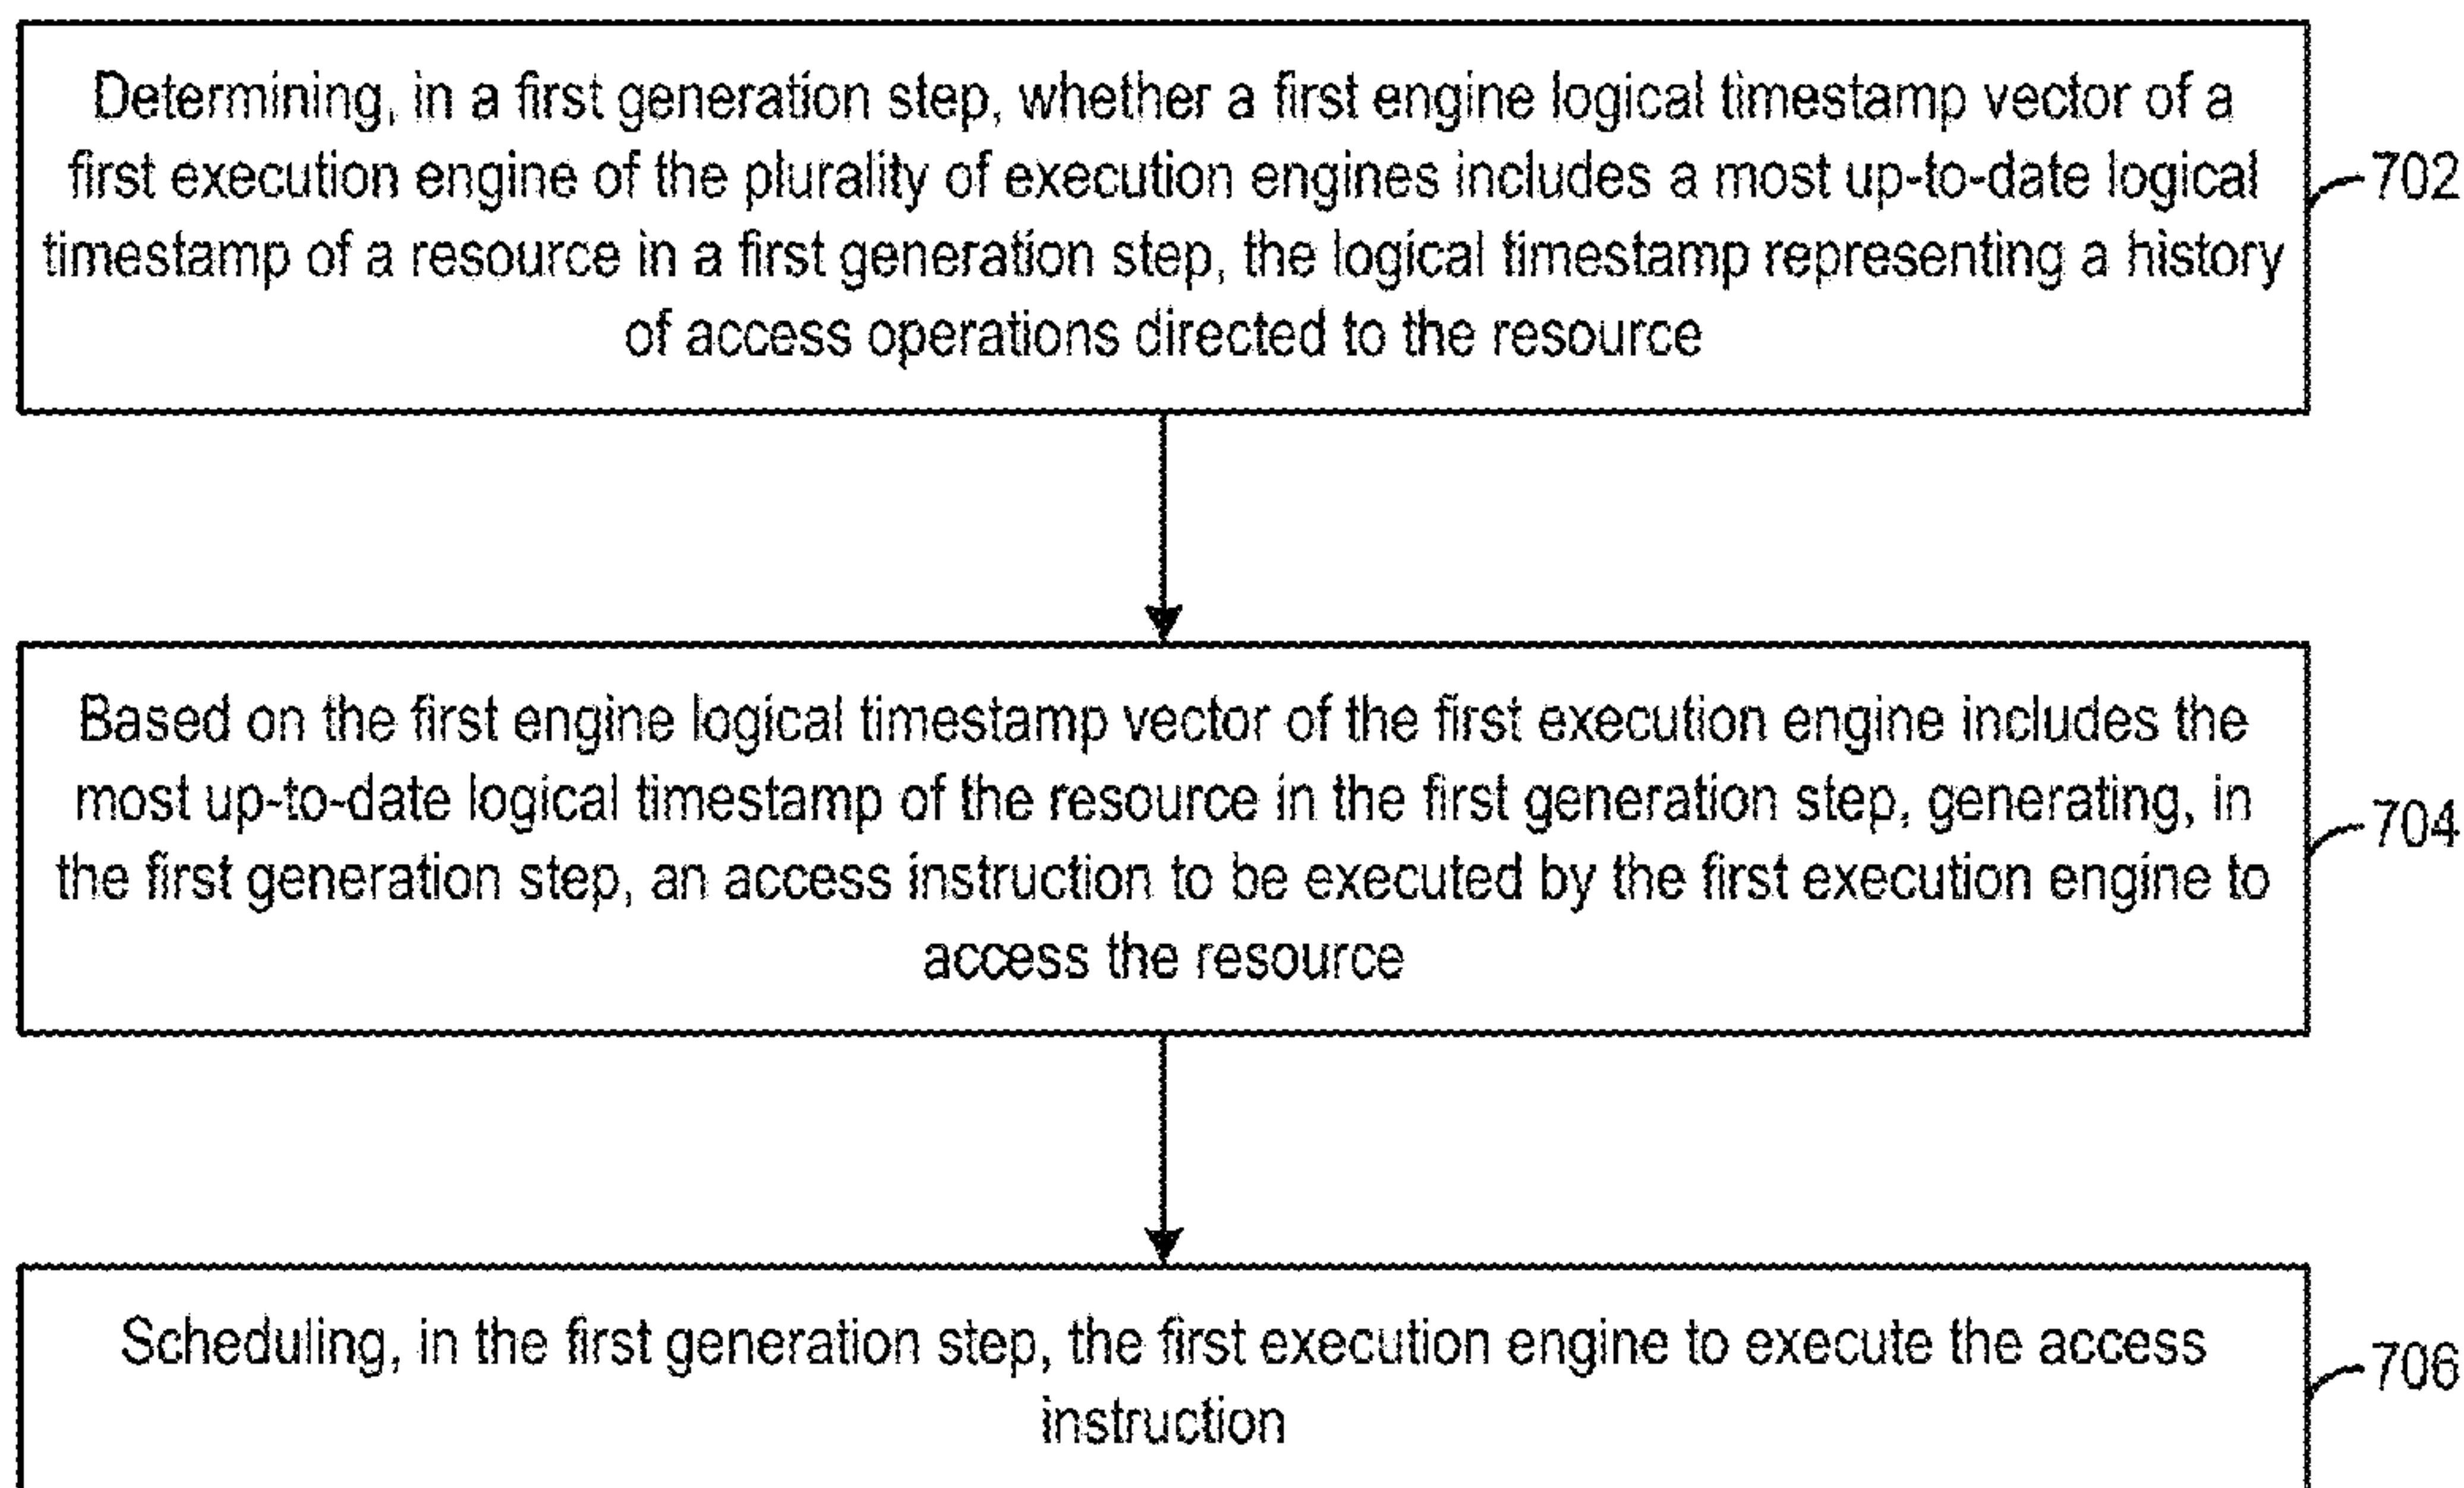 Determining, in a first generation step, whether a first engine logical timestamp vector of a
first execution engine of the plurality of execution engines includes a most up-to-date logical
702
timestamp of a resource in a first generation step, the logical timestamp representing a history
of access operations directed to the resource
Based on the first engine logical timestamp vector of the first execution engine includes the
most up-to-date logical timestamp of the resource in the first generation step, generating, in
704
the first generation step, an access instruction to be executed by the first execution engine to
access the resource
Scheduling, in the first generation step, the first execution engine to execute the access
706
instruction